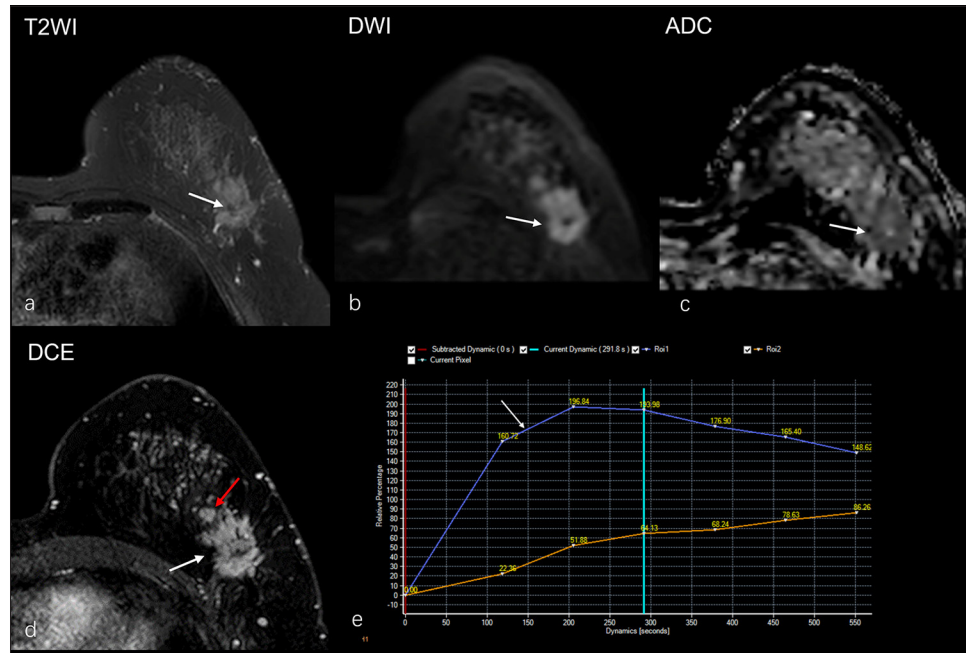 T2WI
DWI
ADC
a
b
c
DCE
d
Subtracted Dynamic ( 0 s )
Current Dynamic ( 291.8 s )
Roi1
Roi2
Current Pixel
Relative Percentage
220
210
200
190
180
170
160
150
140
130
120
110
100
90
80
70
60
50
40
30
20
10
0
-10
0.00
160.72
196.84
193.98
176.90
165.40
148.62
22.36
51.88
64.13
68.24
78.63
86.26
0
50
100
150
200
250
300
350
400
450
500
550
Dynamics [seconds]
e
t1